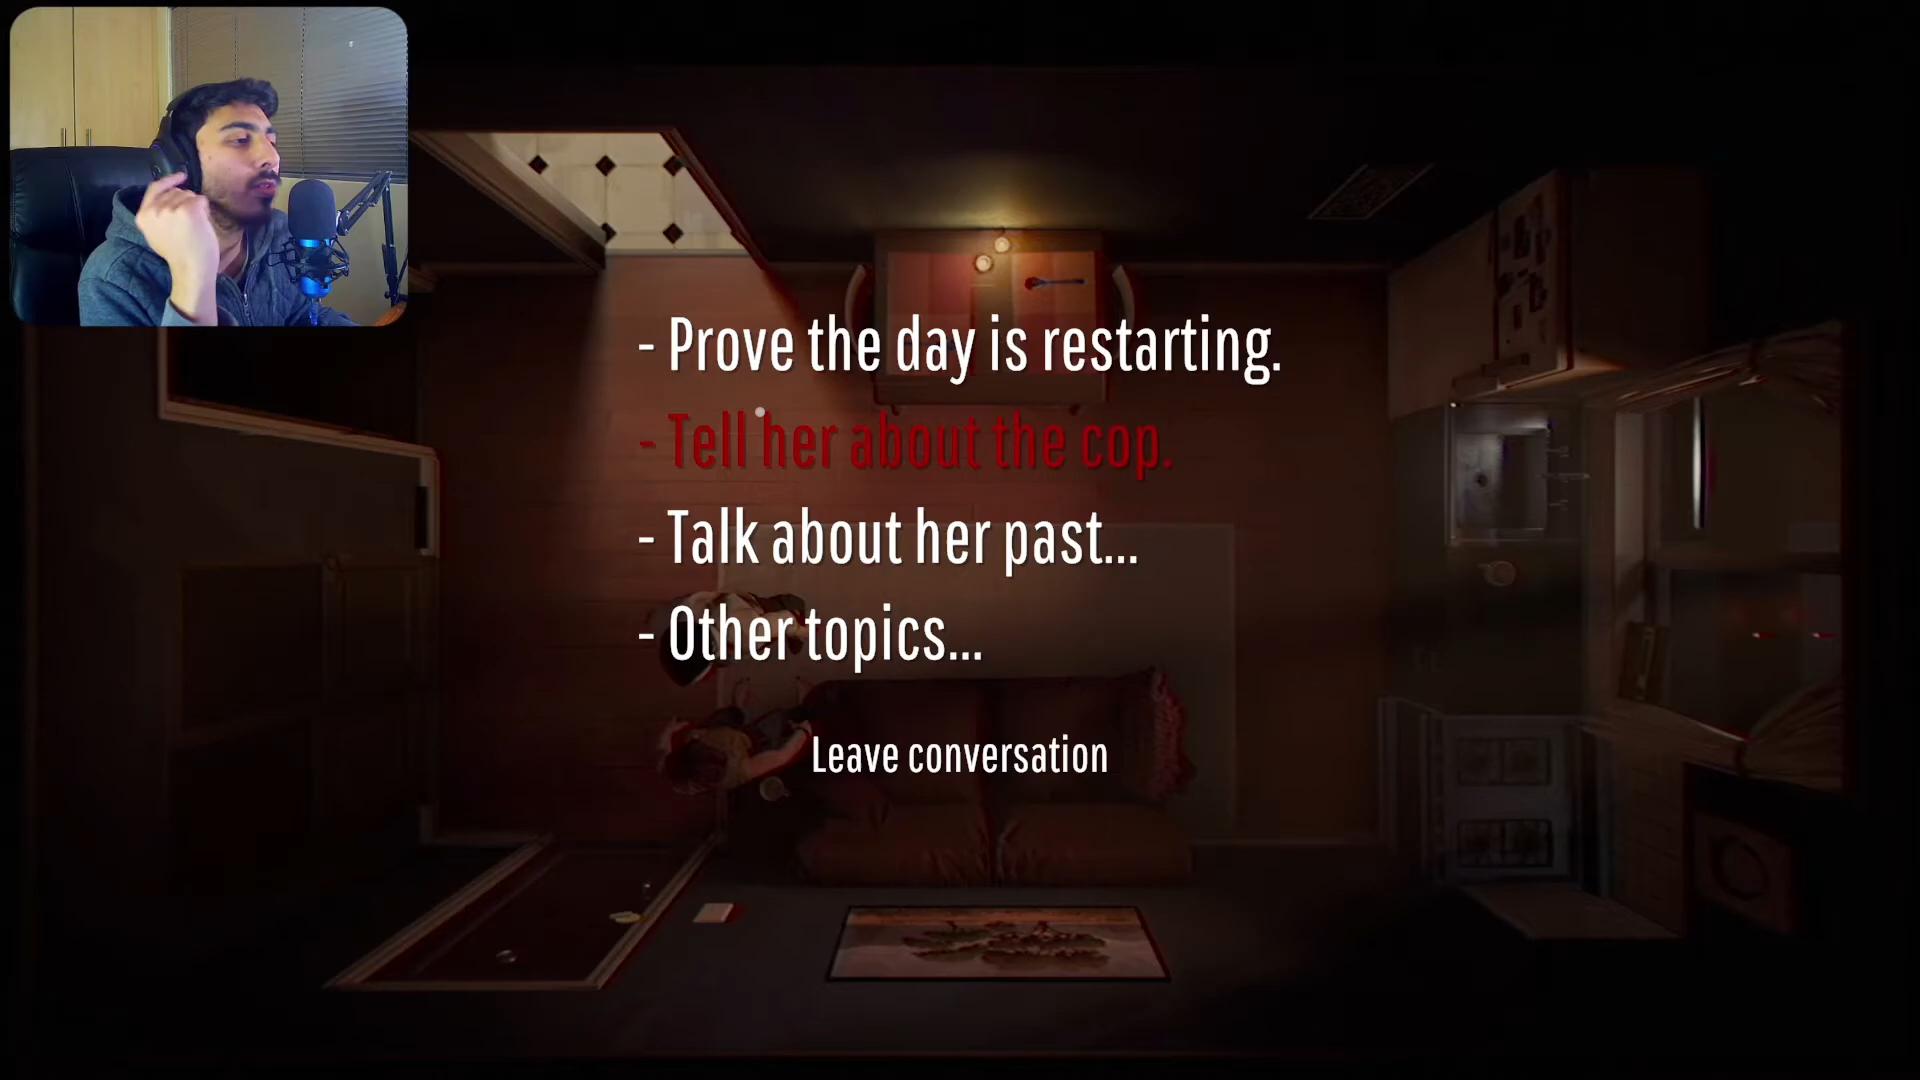 - Prove the day is restarting.
- Tell her about the cop.
- Talk about her past...
- Other topics...
Leave conversation